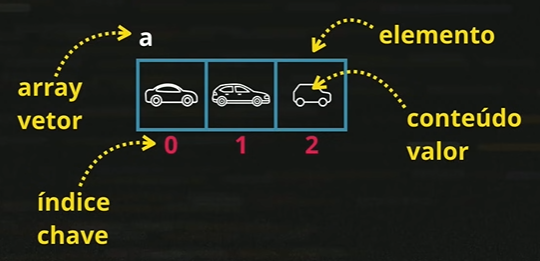 a
elemento
array
vetor
conteúdo
valor
0 1 2
índice
chave